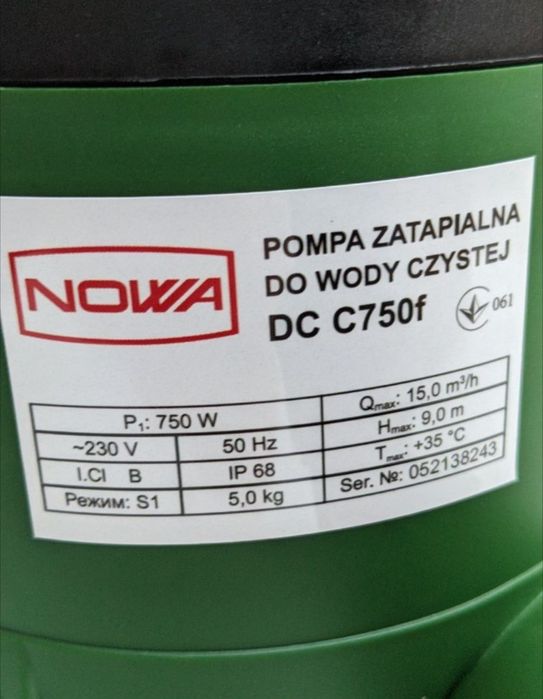 NOWA
POMPA ZATAPIALNA
DO WODY CZYSTEJ
DC C750f
061
P₁: 750 W
~230 V 50 Hz
I.Cl B IP 68
Режим: S1 5,0 kg
Qmax: 15,0 m³/h
Hmax: 9,0 m
Tmax: +35 °C
Ser. №: 052138243